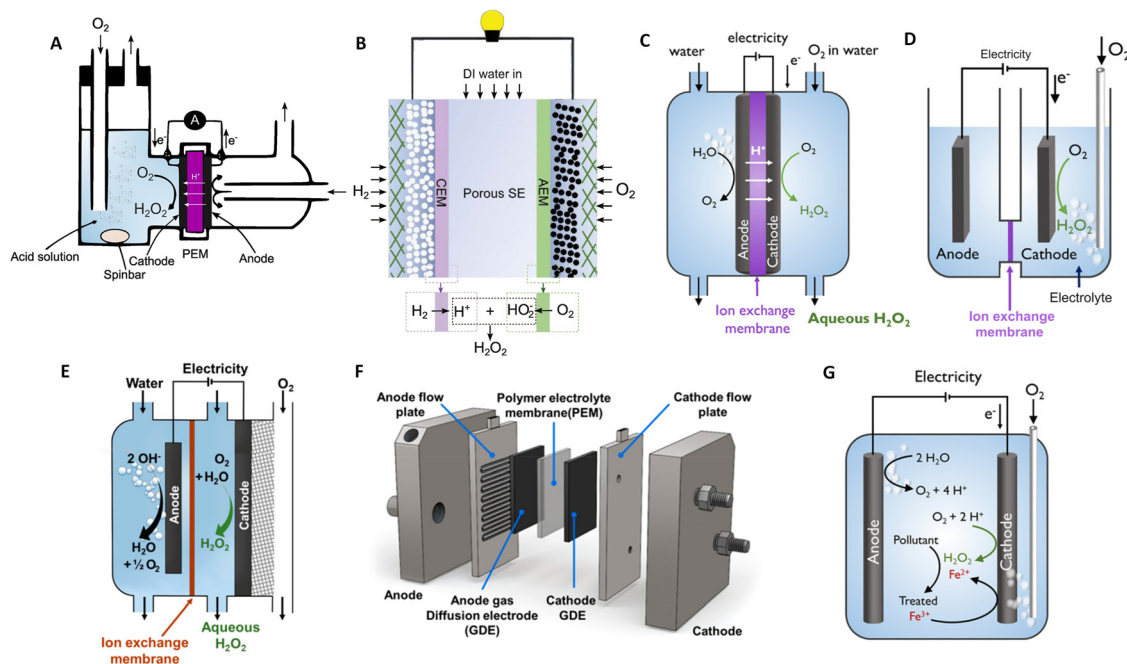 A
O₂
A
e⁻
e⁻
O₂
H⁺
H₂O₂
H₂
Acid solution
Spinbar
Cathode
PEM
Anode
B
DI water in
CEM
Porous SE
AEM
O₂
H₂
H⁺
+
HO₂⁻
O₂
H₂O₂
C
water
electricity
e⁻
O₂ in water
H₂O
H⁺
O₂
O₂
H₂O₂
Anode
Cathode
Ion exchange
membrane
Aqueous H₂O₂
D
Electricity
e⁻
O₂
O₂
H₂O₂
Anode
Cathode
Electrolyte
Ion exchange
membrane
E
Electricity
Water
O₂
2 OH⁻
O₂
+ H₂O
Anode
Cathode
H₂O₂
H₂O
+ ½ O₂
Ion exchange
membrane
Aqueous
H₂O₂
F
Anode flow
plate
Polymer electrolyte
membrane(PEM)
Cathode flow
plate
Anode
Anode gas
Diffusion electrode
(GDE)
Cathode
GDE
Cathode
G
Electricity
e⁻
O₂
2 H₂O
O₂ + 4 H⁺
Anode
Cathode
O₂ + 2 H⁺
Pollutant
H₂O₂
Fe²⁺
Treated
Fe³⁺